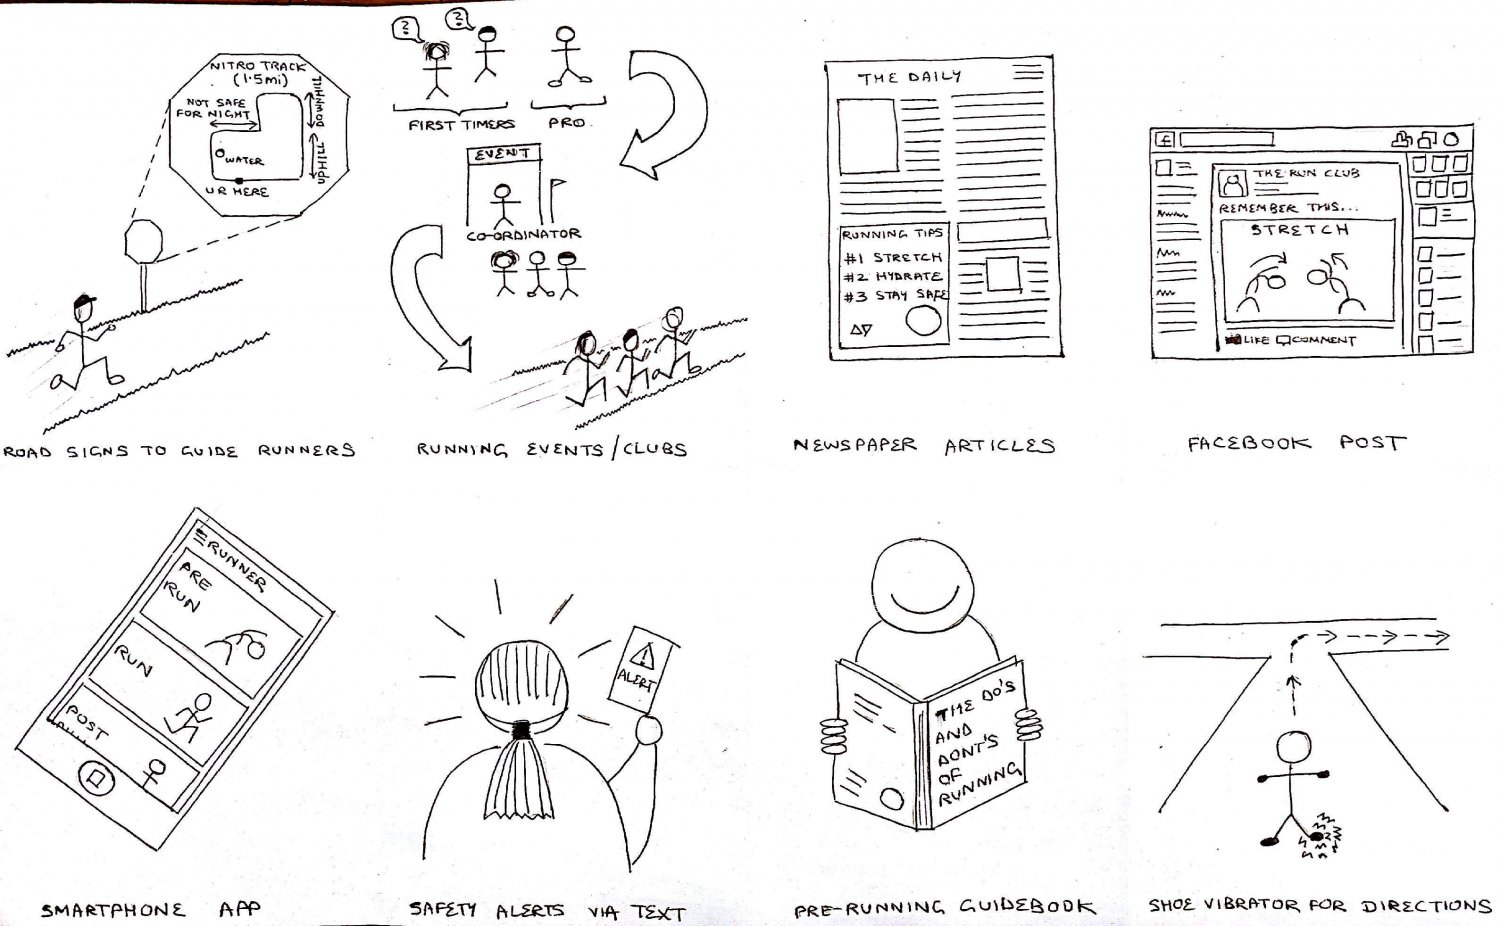 NITRO TRACK
(1.5mi)
NOT SAFE
FOR NIGHT
DOWNHILL
UPHILL
WATER
U R HERE
ROAD SIGNS TO GUIDE RUNNERS
?
?
FIRST TIMERS
PRO.
EVENT
CO-ORDINATOR
RUNNING EVENTS/CLUBS
THE DAILY
RUNNING TIPS
#1 STRETCH
#2 HYDRATE
#3 STAY SAFE
NEWSPAPER ARTICLES
f
THE RUN CLUB
REMEMBER THIS...
STRETCH
LIKE COMMENT
FACEBOOK POST
RUNNER
PRE
RUN
RUN
POST
SMARTPHONE APP
!
ALERT
SAFETY ALERTS VIA TEXT
THE DO'S
AND
DONT'S
OF
RUNNING
PRE-RUNNING GUIDEBOOK
SHOE VIBRATOR FOR DIRECTIONS